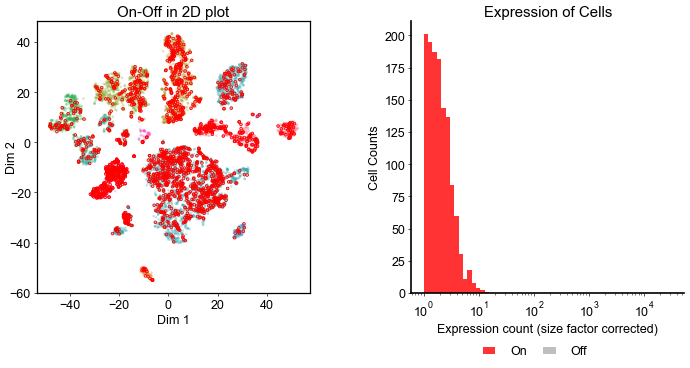 On-Off in 2D plot
40
20
0
−20
−40
−60
−40 −20 0 20 40
Dim 2
Dim 1
Expression of Cells
200
175
150
125
100
75
50
25
0
10^0 10^1 10^2 10^3 10^4
Cell Counts
Expression count (size factor corrected)
On Off